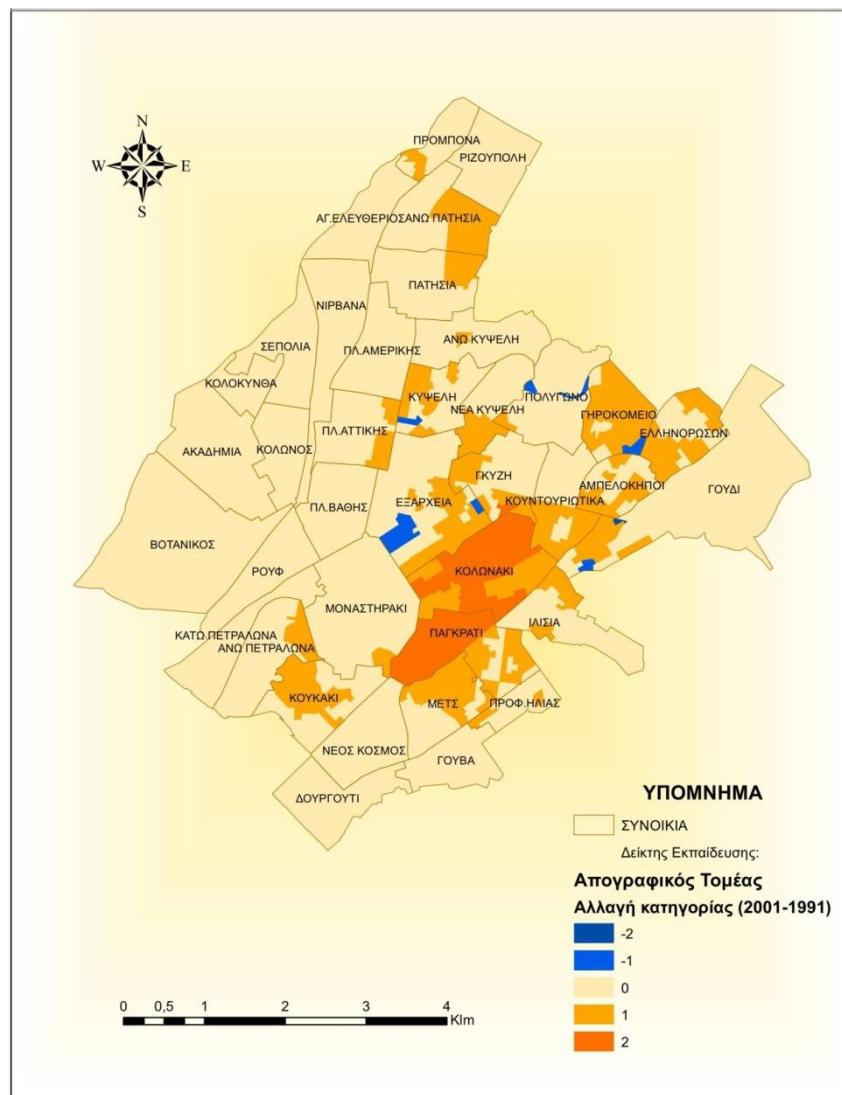 N
W E
S
ΠΡΟΜΠΟΝΑ
ΡΙΖΟΥΠΟΛΗ
ΑΓ.ΕΛΕΥΘΕΡΙΟΣ
ΑΝΩ ΠΑΤΗΣΙΑ
ΠΑΤΗΣΙΑ
ΝΙΡΒΑΝΑ
ΑΝΩ ΚΥΨΕΛΗ
ΣΕΠΟΛΙΑ
ΠΛ.ΑΜΕΡΙΚΗΣ
ΚΟΛΟΚΥΝΘΑ
ΚΥΨΕΛΗ
ΠΟΛΥΓΩΝΟ
ΝΕΑ ΚΥΨΕΛΗ
ΓΗΡΟΚΟΜΕΙΟ
ΠΛ.ΑΤΤΙΚΗΣ
ΕΛΛΗΝΟΡΩΣΩΝ
ΑΚΑΔΗΜΙΑ
ΚΟΛΩΝΟΣ
ΓΚΥΖΗ
ΑΜΠΕΛΟΚΗΠΟΙ
ΓΟΥΔΙ
ΠΛ.ΒΑΘΗΣ
ΕΞΑΡΧΕΙΑ
ΚΟΥΝΤΟΥΡΙΩΤΙΚΑ
ΒΟΤΑΝΙΚΟΣ
ΡΟΥΦ
ΚΟΛΩΝΑΚΙ
ΜΟΝΑΣΤΗΡΑΚΙ
ΙΛΙΣΙΑ
ΚΑΤΩ ΠΕΤΡΑΛΩΝΑ
ΠΑΓΚΡΑΤΙ
ΑΝΩ ΠΕΤΡΑΛΩΝΑ
ΚΟΥΚΑΚΙ
ΜΕΤΣ
ΠΡΟΦ.ΗΛΙΑΣ
ΝΕΟΣ ΚΟΣΜΟΣ
ΓΟΥΒΑ
ΔΟΥΡΓΟΥΤΙ
ΥΠΟΜΝΗΜΑ
ΣΥΝΟΙΚΙΑ
Δείκτης Εκπαίδευσης:
Απογραφικός Τομέας
Αλλαγή κατηγορίας (2001-1991)
-2
-1
0
1
2
0 0,5 1 2 3 4
Klm